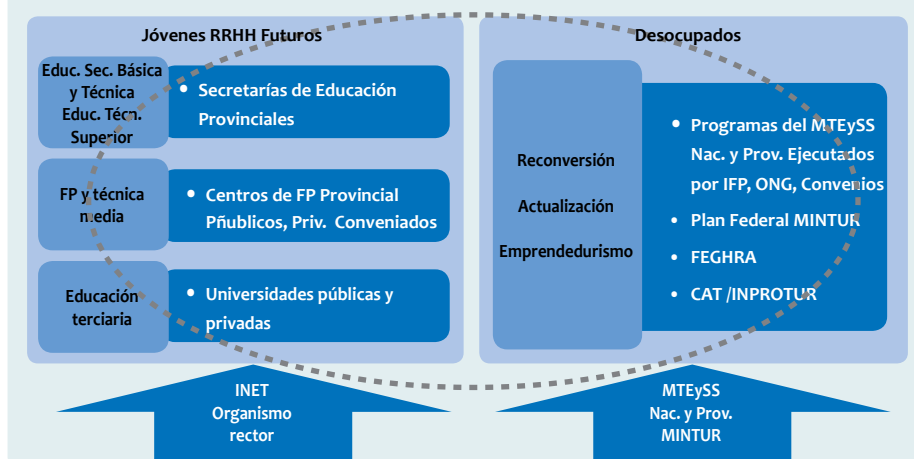 Jóvenes RRHH Futuros
Educ. Sec. Básica
y Técnica
Educ. Técn.
Superior
• Secretarías de Educación
Provinciales
FP y técnica
media
• Centros de FP Provincial
Pñublicos, Priv. Conveniados
Educación
terciaria
• Universidades públicas y
privadas
INET
Organismo
rector
Desocupados
Reconversión
Actualización
Emprendedurismo
• Programas del MTEySS
Nac. y Prov. Ejecutados
por IFP, ONG, Convenios
• Plan Federal MINTUR
• FEGHRA
• CAT /INPROTUR
MTEySS
Nac. y Prov.
MINTUR